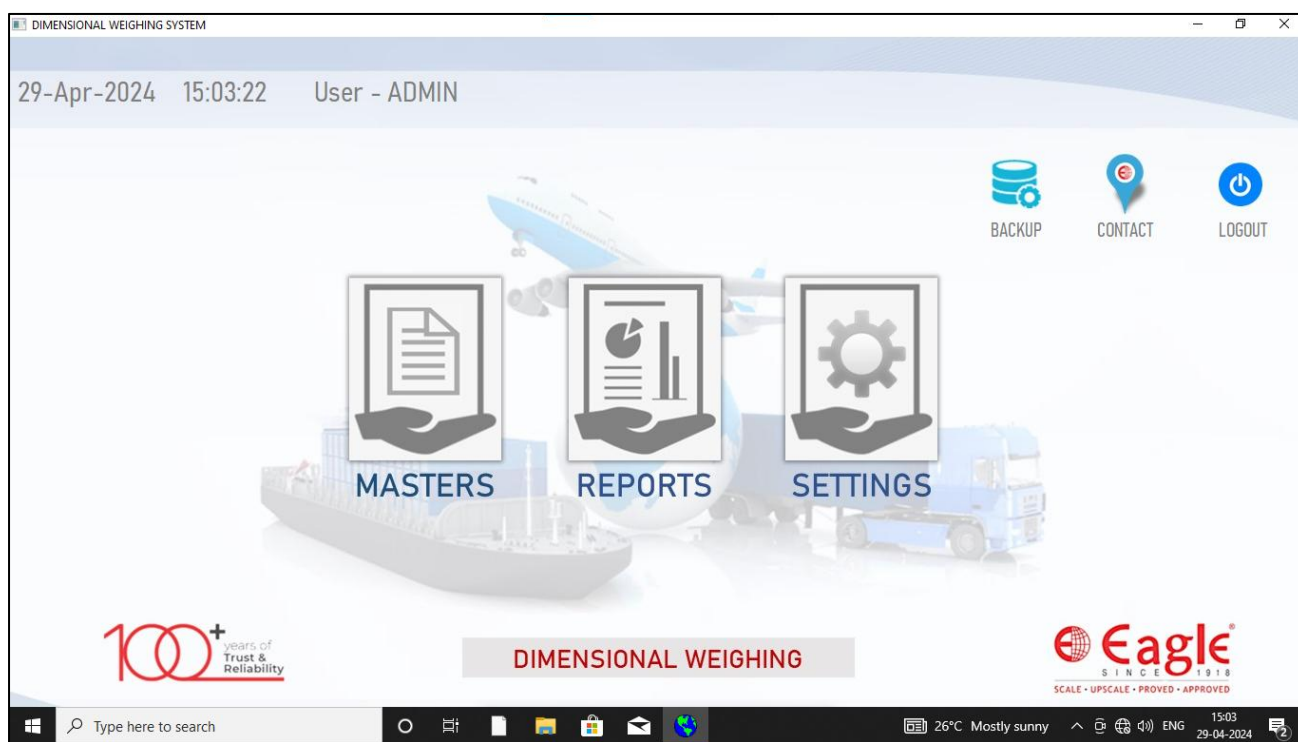 DIMENSIONAL WEIGHING SYSTEM
29-Apr-2024 15:03:22 User - ADMIN
BACKUP CONTACT LOGOUT
MASTERS REPORTS SETTINGS
100+ years of
Trust &
Reliability
DIMENSIONAL WEIGHING
Eagle®
SINCE 1918
SCALE • UPSCALE • PROVED • APPROVED
Type here to search
26°C Mostly sunny
ENG
15:03
29-04-2024
2